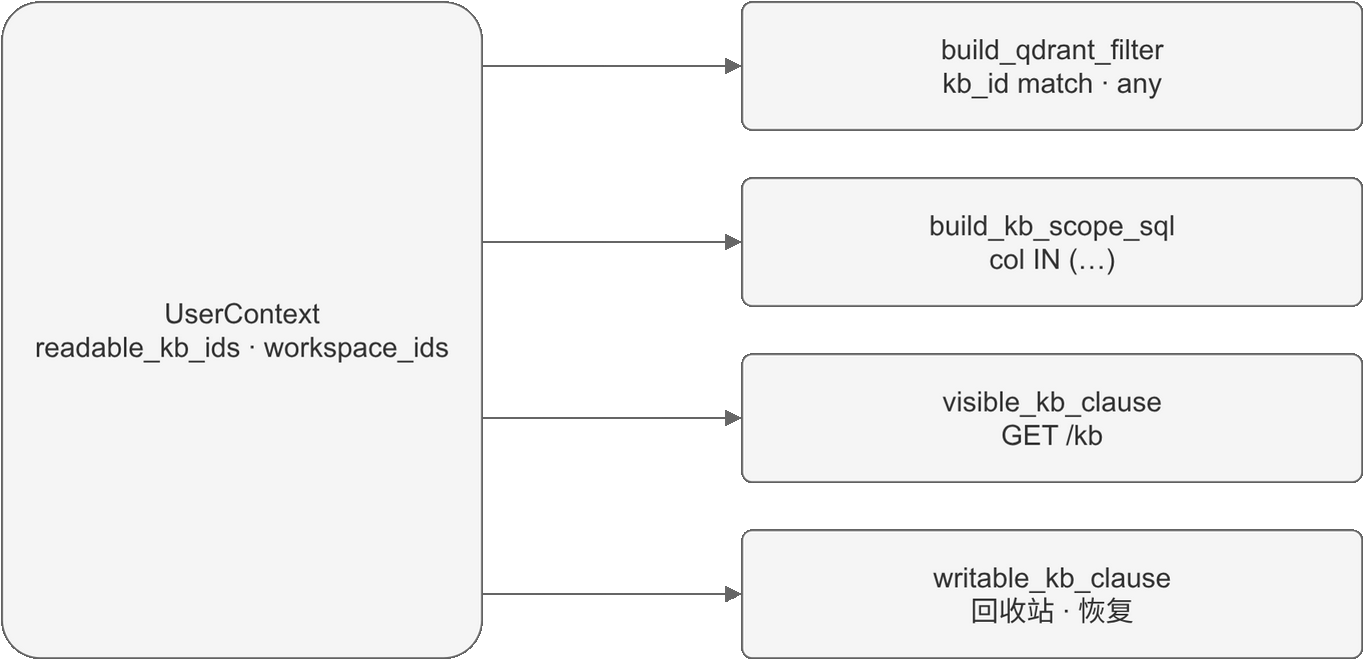 UserContext
readable_kb_ids · workspace_ids
build_qdrant_filter
kb_id match · any
build_kb_scope_sql
col IN (…)
visible_kb_clause
GET /kb
writable_kb_clause
回收站 · 恢复